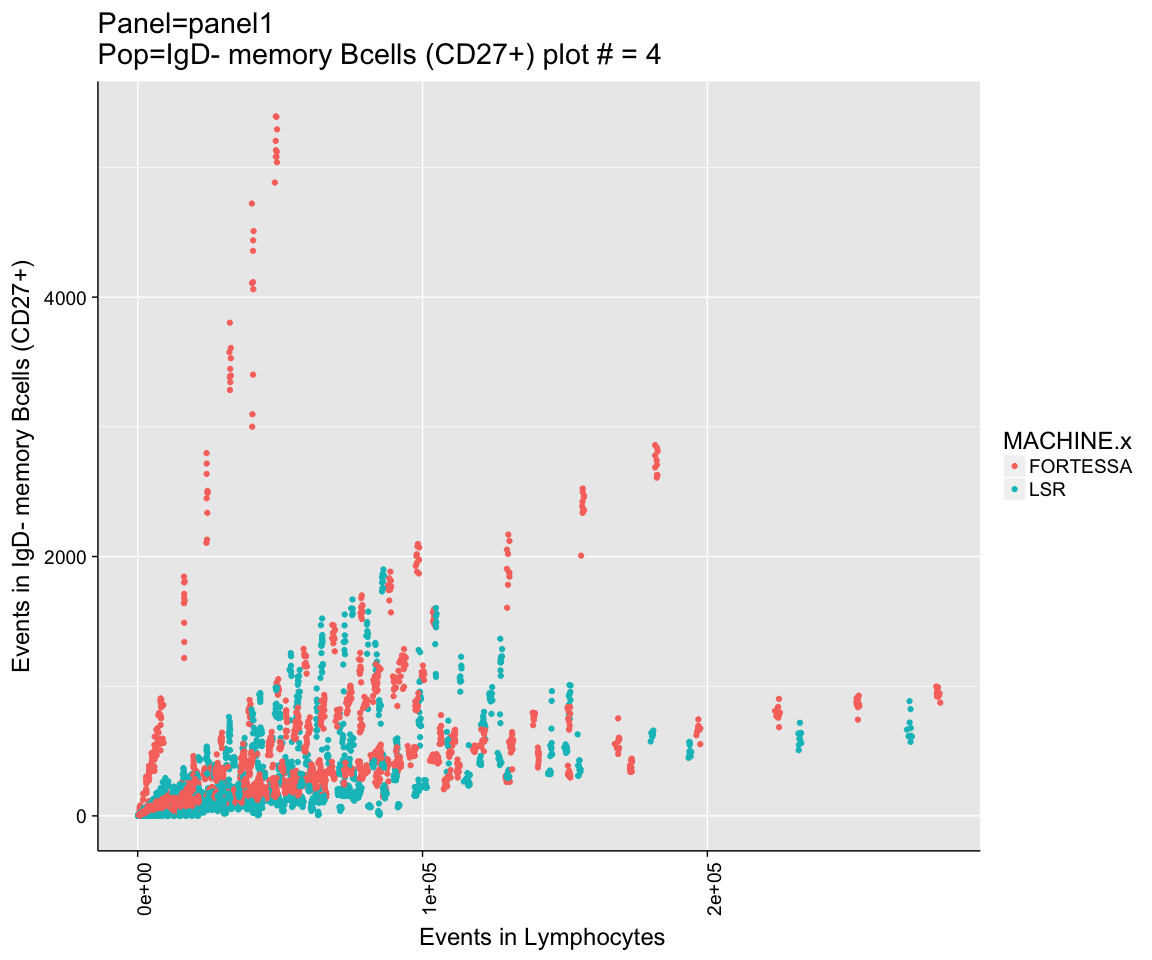 Panel=panel1
Pop=IgD- memory Bcells (CD27+) plot # = 4
Events in IgD- memory Bcells (CD27+)
4000
2000
0
0e+00
1e+05
2e+05
Events in Lymphocytes
MACHINE.x
FORTESSA
LSR